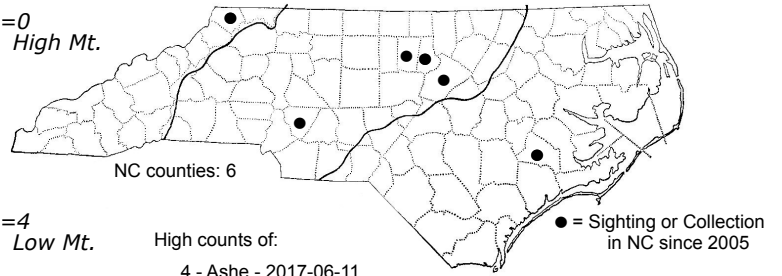 =0
High Mt.
NC counties: 6
=4
Low Mt.
High counts of:
4 - Ashe - 2017-06-11
● = Sighting or Collection
in NC since 2005